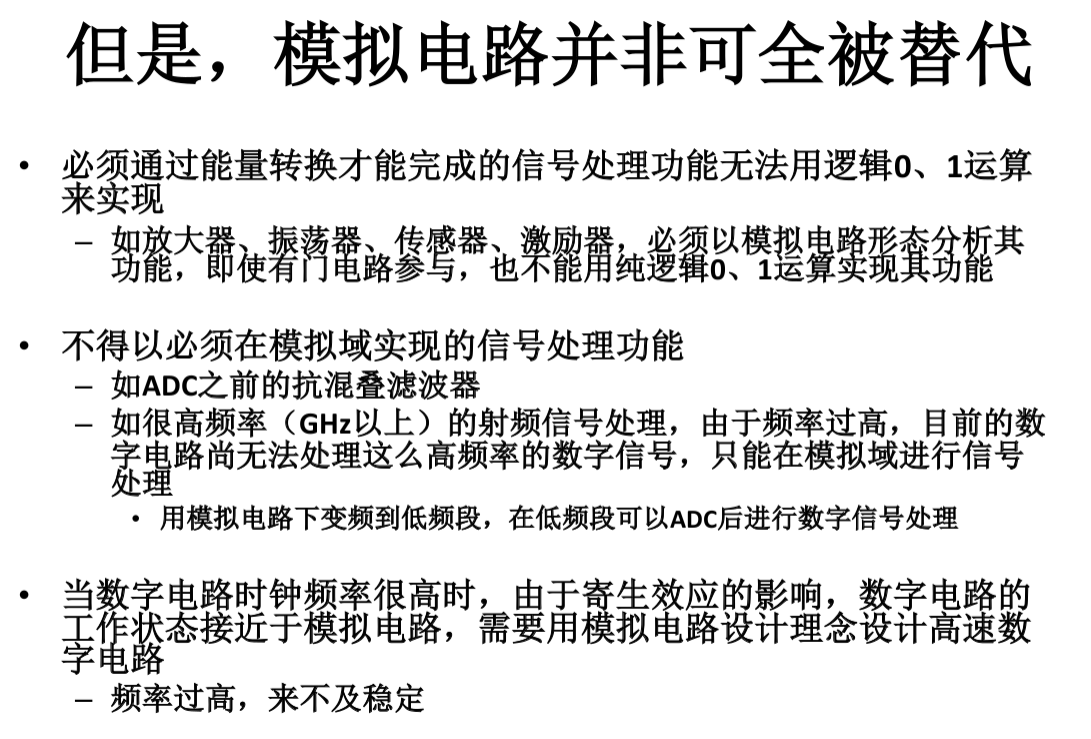 但是，模拟电路并非可全被替代
• 必须通过能量转换才能完成的信号处理功能无法用逻辑0、1运算
来实现
– 如放大器、振荡器、传感器、激励器，必须以模拟电路形态分析其
功能，即使有门电路参与，也不能用纯逻辑0、1运算实现其功能
• 不得以必须在模拟域实现的信号处理功能
– 如ADC之前的抗混叠滤波器
– 如很高频率（GHz以上）的射频信号处理，由于频率过高，目前的数
字电路尚无法处理这么高频率的数字信号，只能在模拟域进行信号
处理
• 用模拟电路下变频到低频段，在低频段可以ADC后进行数字信号处理
• 当数字电路时钟频率很高时，由于寄生效应的影响，数字电路的
工作状态接近于模拟电路，需要用模拟电路设计理念设计高速数
字电路
– 频率过高，来不及稳定